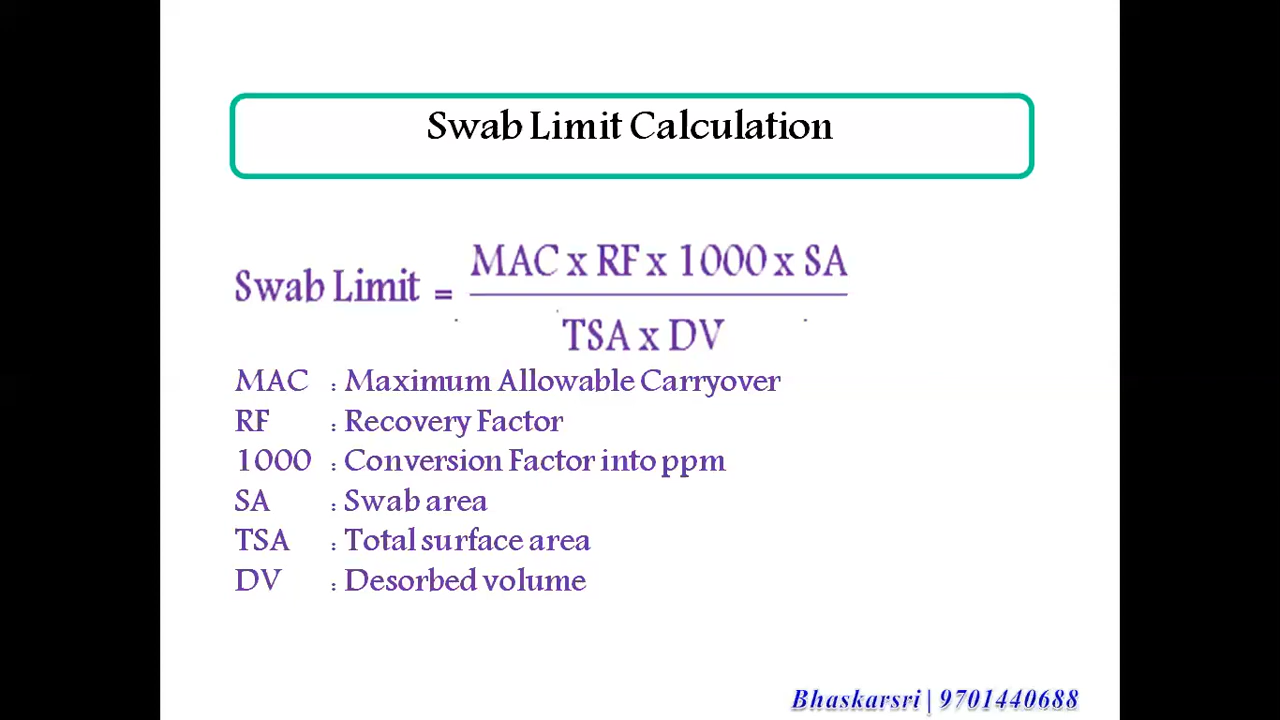 Swab Limit Calculation
Swab Limit = MAC x RF x 1000 x SA
TSA x DV
MAC : Maximum Allowable Carryover
RF : Recovery Factor
1000 : Conversion Factor into ppm
SA : Swab area
TSA : Total surface area
DV : Desorbed volume
Bhaskarsri | 9701440688